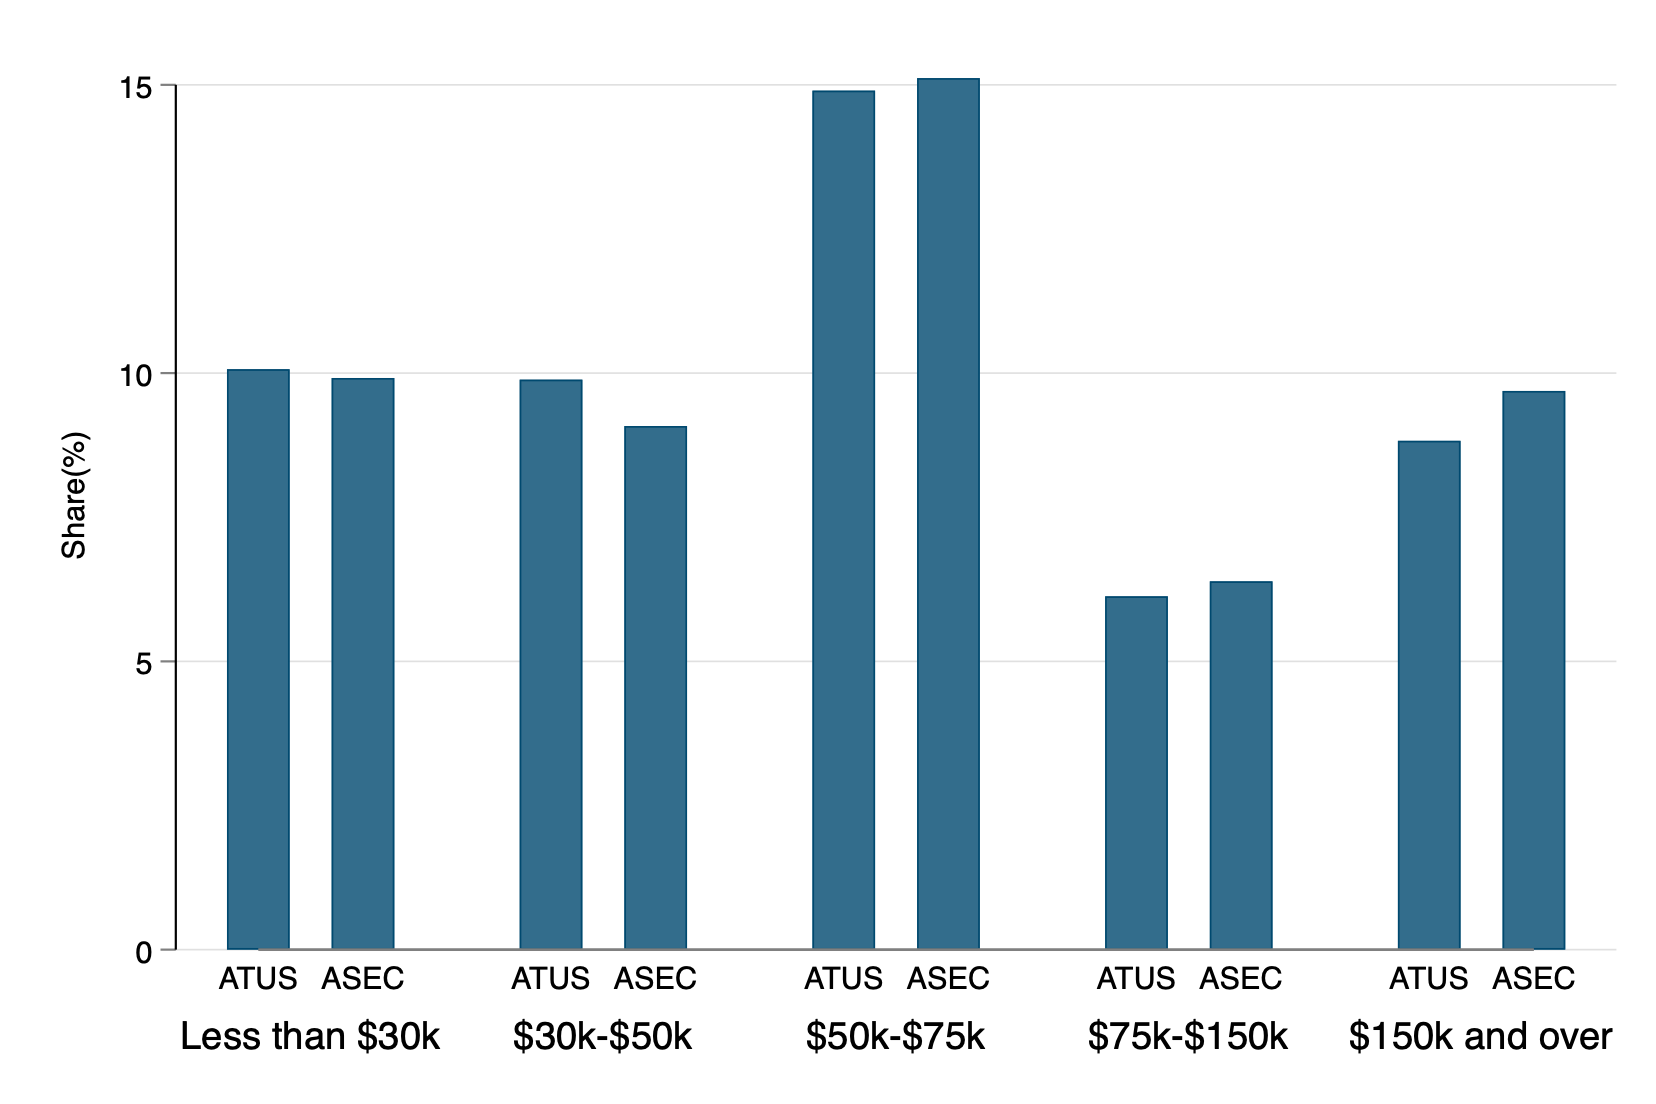 15
10
5
0
Share(%)
ATUS ASEC ATUS ASEC ATUS ASEC ATUS ASEC ATUS ASEC
Less than $30k $30k-$50k $50k-$75k $75k-$150k $150k and over